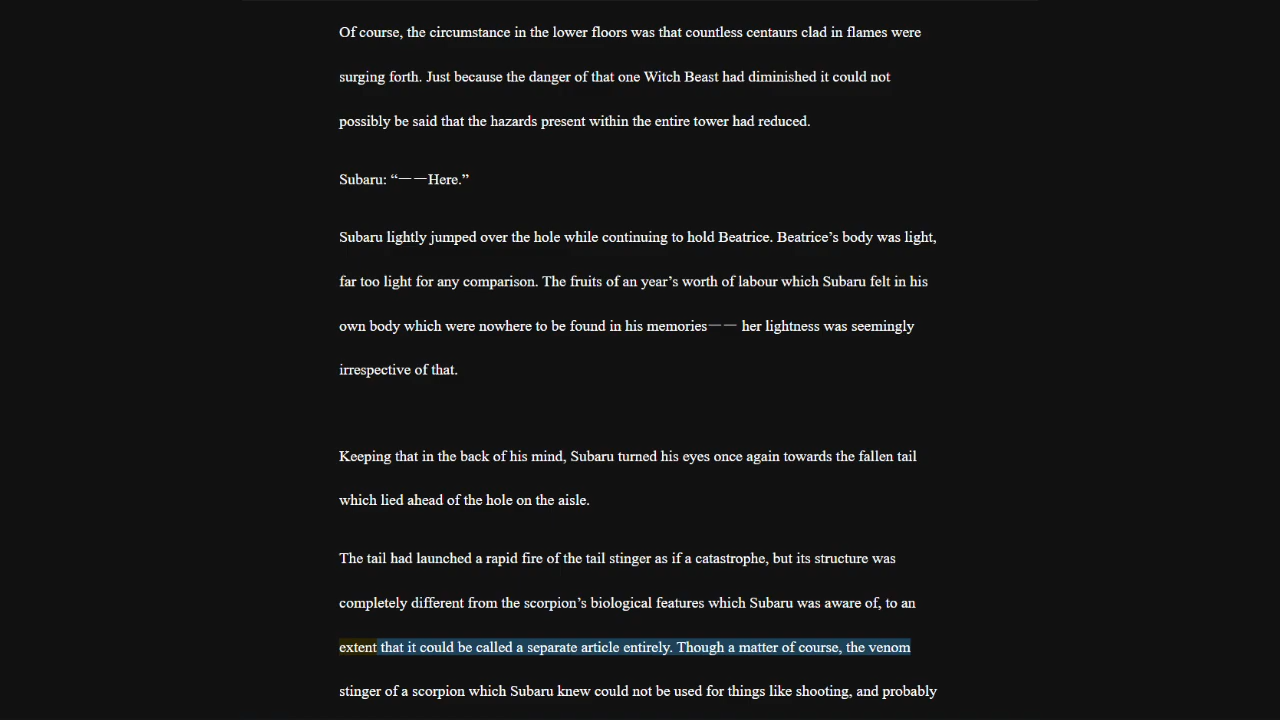 Of course, the circumstance in the lower floors was that countless centaurs clad in flames were
surging forth. Just because the danger of that one Witch Beast had diminished it could not
possibly be said that the hazards present within the entire tower had reduced.
Subaru: “——Here.”
Subaru lightly jumped over the hole while continuing to hold Beatrice. Beatrice’s body was light,
far too light for any comparison. The fruits of an year’s worth of labour which Subaru felt in his
own body which were nowhere to be found in his memories—— her lightness was seemingly
irrespective of that.
Keeping that in the back of his mind, Subaru turned his eyes once again towards the fallen tail
which lied ahead of the hole on the aisle.
The tail had launched a rapid fire of the tail stinger as if a catastrophe, but its structure was
completely different from the scorpion’s biological features which Subaru was aware of, to an
extent that it could be called a separate article entirely. Though a matter of course, the venom
stinger of a scorpion which Subaru knew could not be used for things like shooting, and probably